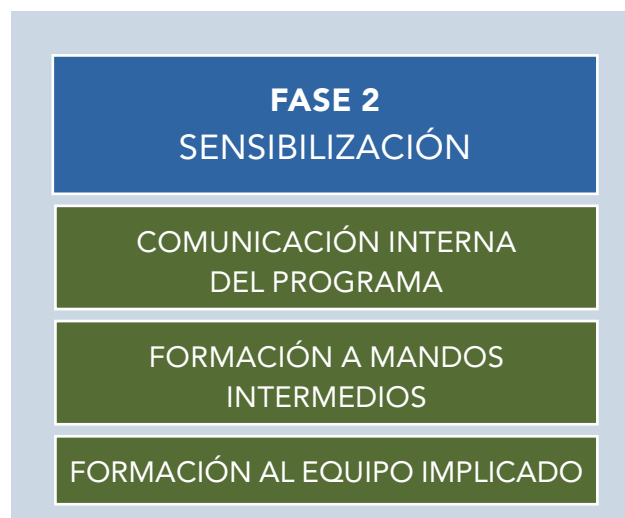 FASE 2
SENSIBILIZACIÓN
COMUNICACIÓN INTERNA
DEL PROGRAMA
FORMACIÓN A MANDOS
INTERMEDIOS
FORMACIÓN AL EQUIPO IMPLICADO